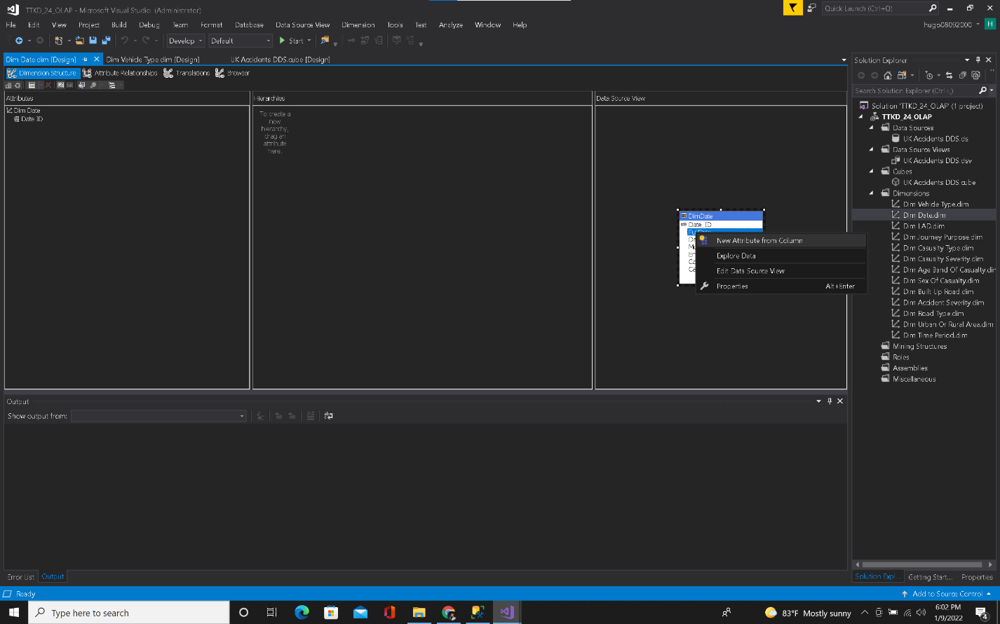 TTKD_24_OLAP - Microsoft Visual Studio (Administrator)
Quick Launch (Ctrl+Q)
File Edit View Project Build Debug Team Format Database Data Source View Dimension Tools Test Analyze Window Help
hugo08092000 H
Develop Default Start
Dim Date.dim [Design] Dim Vehicle Type.dim [Design] UK Accidents DDS.cube [Design]
Dimension Structure Attribute Relationships Translations Browser
Attributes
Dim Date
Date ID
Hierarchies
To create a
new
hierarchy,
drag an
attribute
here.
Data Source View
DimDate
Date_ID
New Attribute from Column
Explore Data
Edit Data Source View
Properties Alt+Enter
Solution Explorer
Search Solution Explorer (Ctrl+;)
Solution 'TTKD_24_OLAP' (1 project)
TTKD_24_OLAP
Data Sources
UK Accidents DDS.ds
Data Source Views
UK Accidents DDS.dsv
Cubes
UK Accidents DDS.cube
Dimensions
Dim Vehicle Type.dim
Dim Date.dim
Dim LAD.dim
Dim Journey Purpose.dim
Dim Casualty Type.dim
Dim Casualty Severity.dim
Dim Age Band Of Casualty.dim
Dim Sex Of Casualty.dim
Dim Built Up Road.dim
Dim Accident Severity.dim
Dim Road Type.dim
Dim Urban Or Rural Area.dim
Dim Time Period.dim
Mining Structures
Roles
Assemblies
Miscellaneous
Output
Show output from:
Error List Output
Solution Expl... Getting Start... Properties
Ready
Add to Source Control
Type here to search
83°F Mostly sunny
6:02 PM
1/9/2022
4